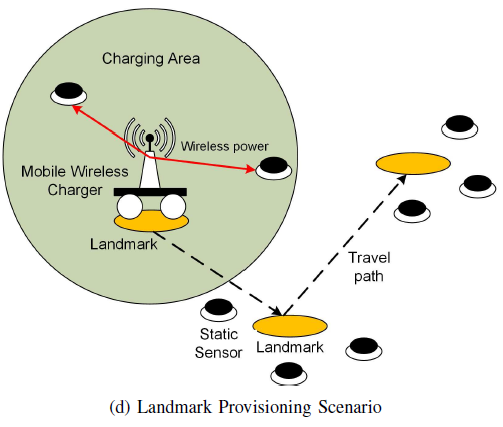 Charging Area
Wireless power
Mobile Wireless
Charger
Landmark
Travel
path
Static
Sensor
Landmark
(d) Landmark Provisioning Scenario